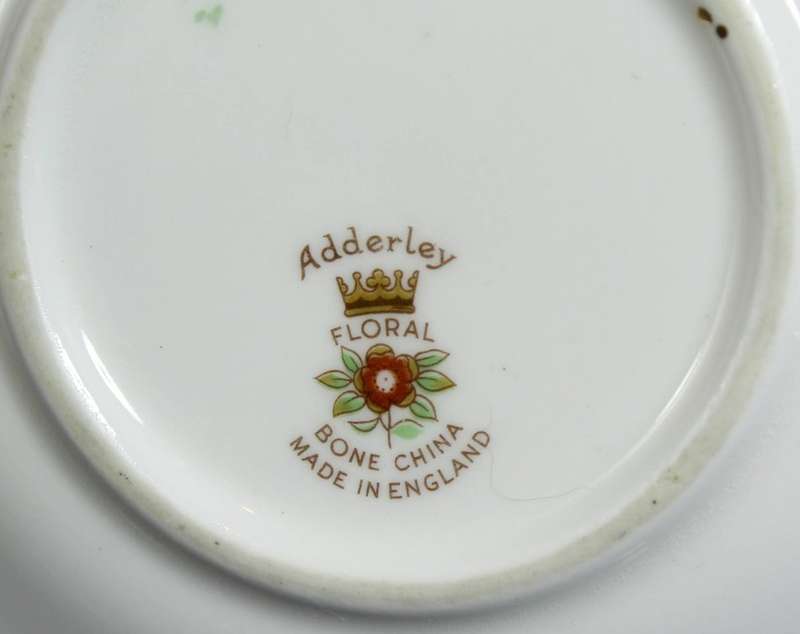 Adderley
FLORAL
BONE CHINA
MADE IN ENGLAND